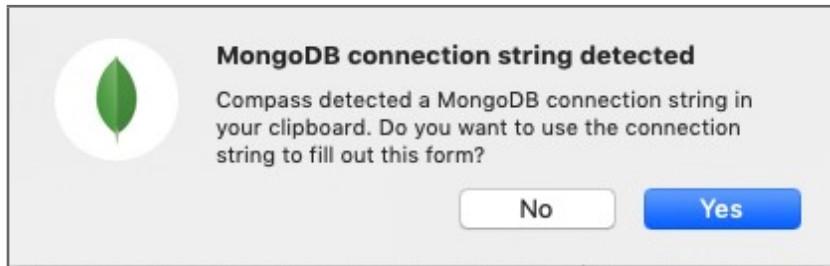 MongoDB connection string detected
Compass detected a MongoDB connection string in
your clipboard. Do you want to use the connection
string to fill out this form?
No
Yes